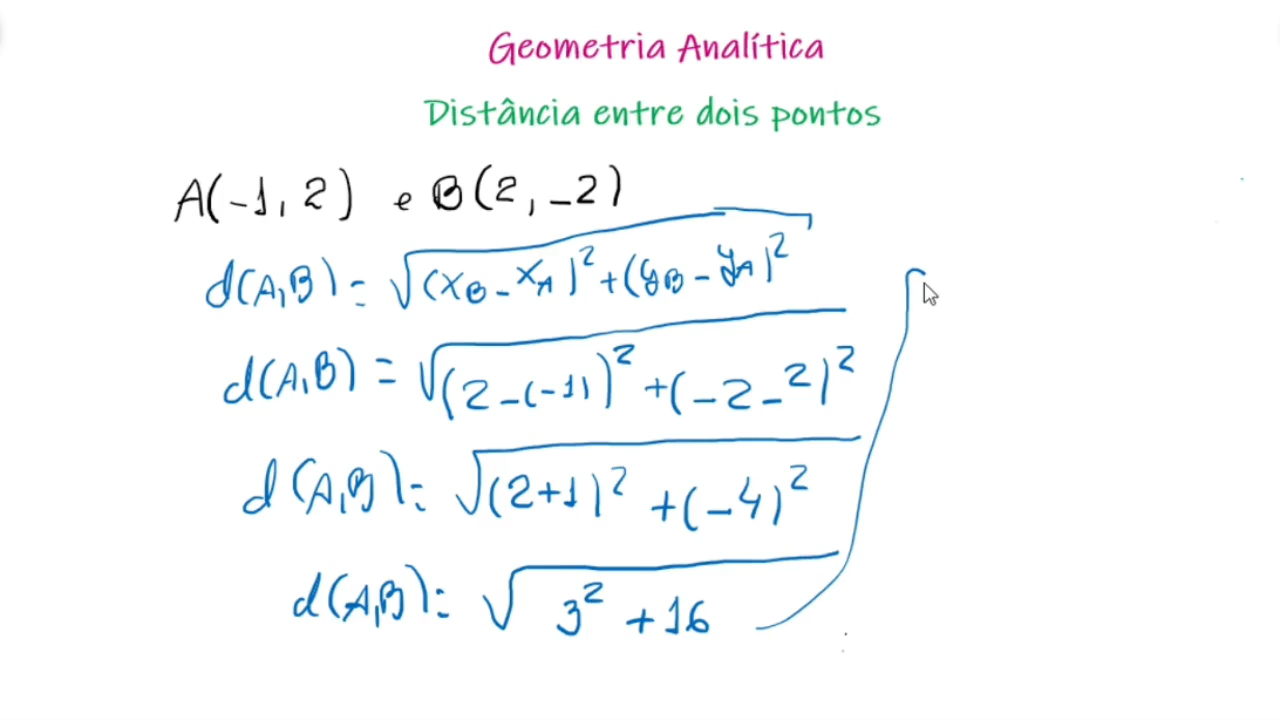 Geometria Analítica
Distância entre dois pontos
A(-1, 2) e B(2, -2)
d(A,B) = √(x_B - x_A)² + (y_B - y_A)²
d(A,B) = √(2-(-1))² + (-2-2)²
d(A,B) = √(2+1)² + (-4)²
d(A,B) = √3² + 16